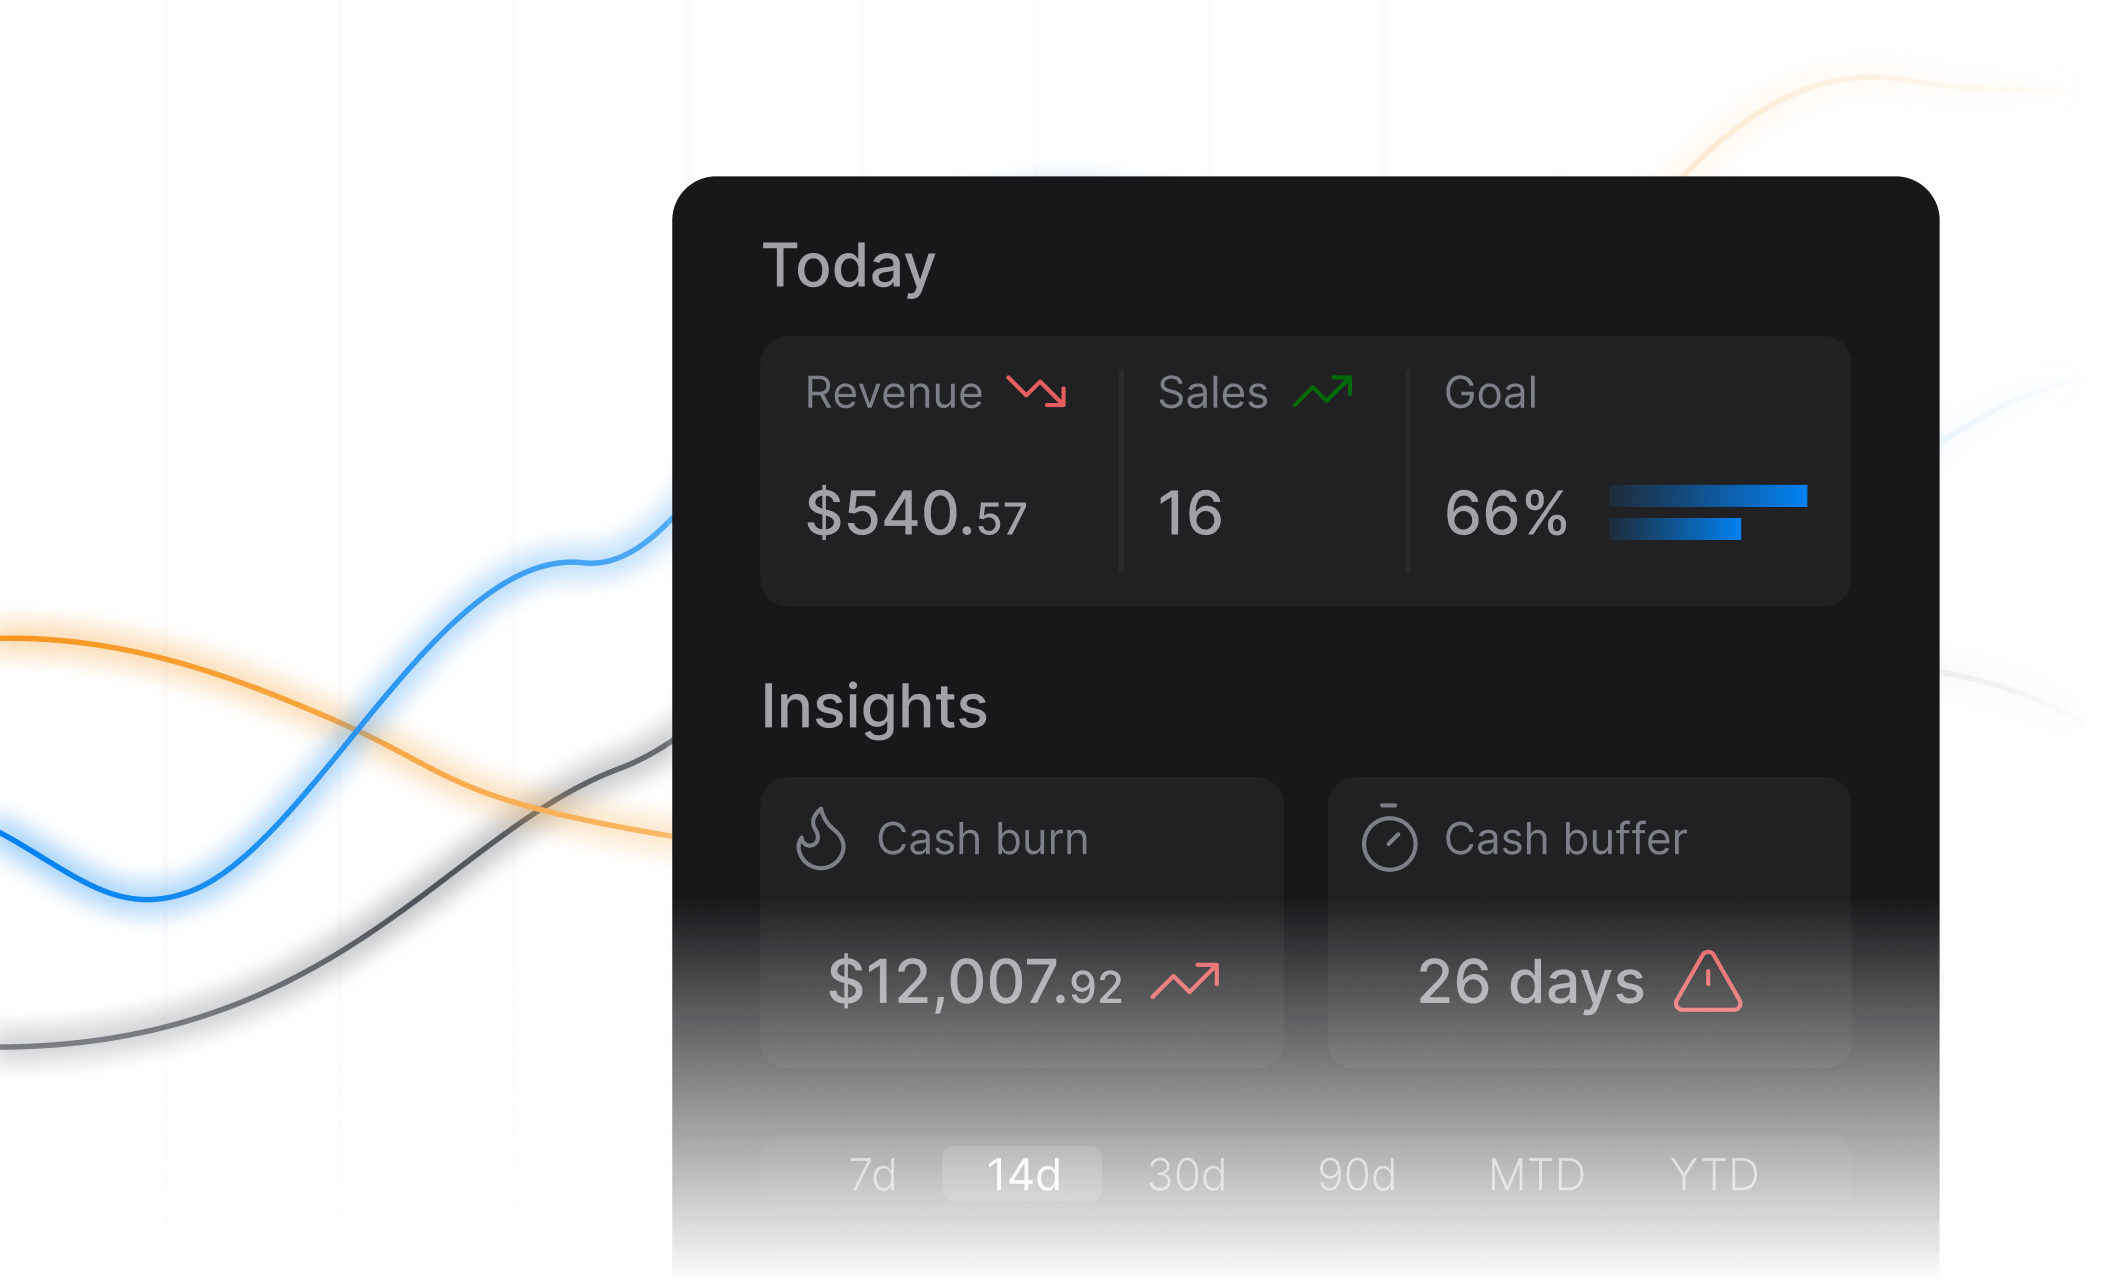 Today
Revenue Sales Goal
$540.57 16 66%
Insights
Cash burn Cash buffer
$12,007.92 26 days
7d 14d 30d 90d MTD YTD